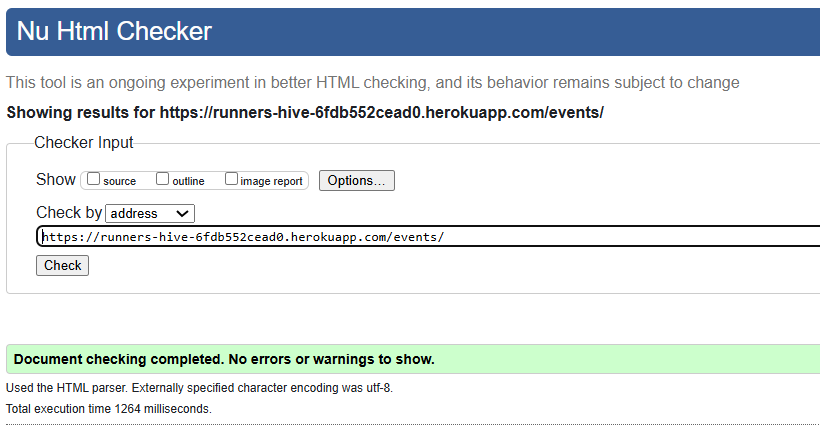 Nu Html Checker
This tool is an ongoing experiment in better HTML checking, and its behavior remains subject to change
Showing results for https://runners-hive-6fdb552cead0.herokuapp.com/events/
Checker Input
Show source outline image report Options...
Check by address
https://runners-hive-6fdb552cead0.herokuapp.com/events/
Check
Document checking completed. No errors or warnings to show.
Used the HTML parser. Externally specified character encoding was utf-8.
Total execution time 1264 milliseconds.